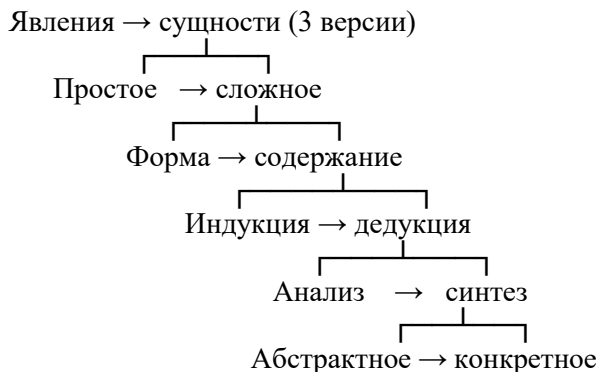 Явления → сущности (3 версии)
Простое → сложное
Форма → содержание
Индукция → дедукция
Анализ → синтез
Абстрактное → конкретное